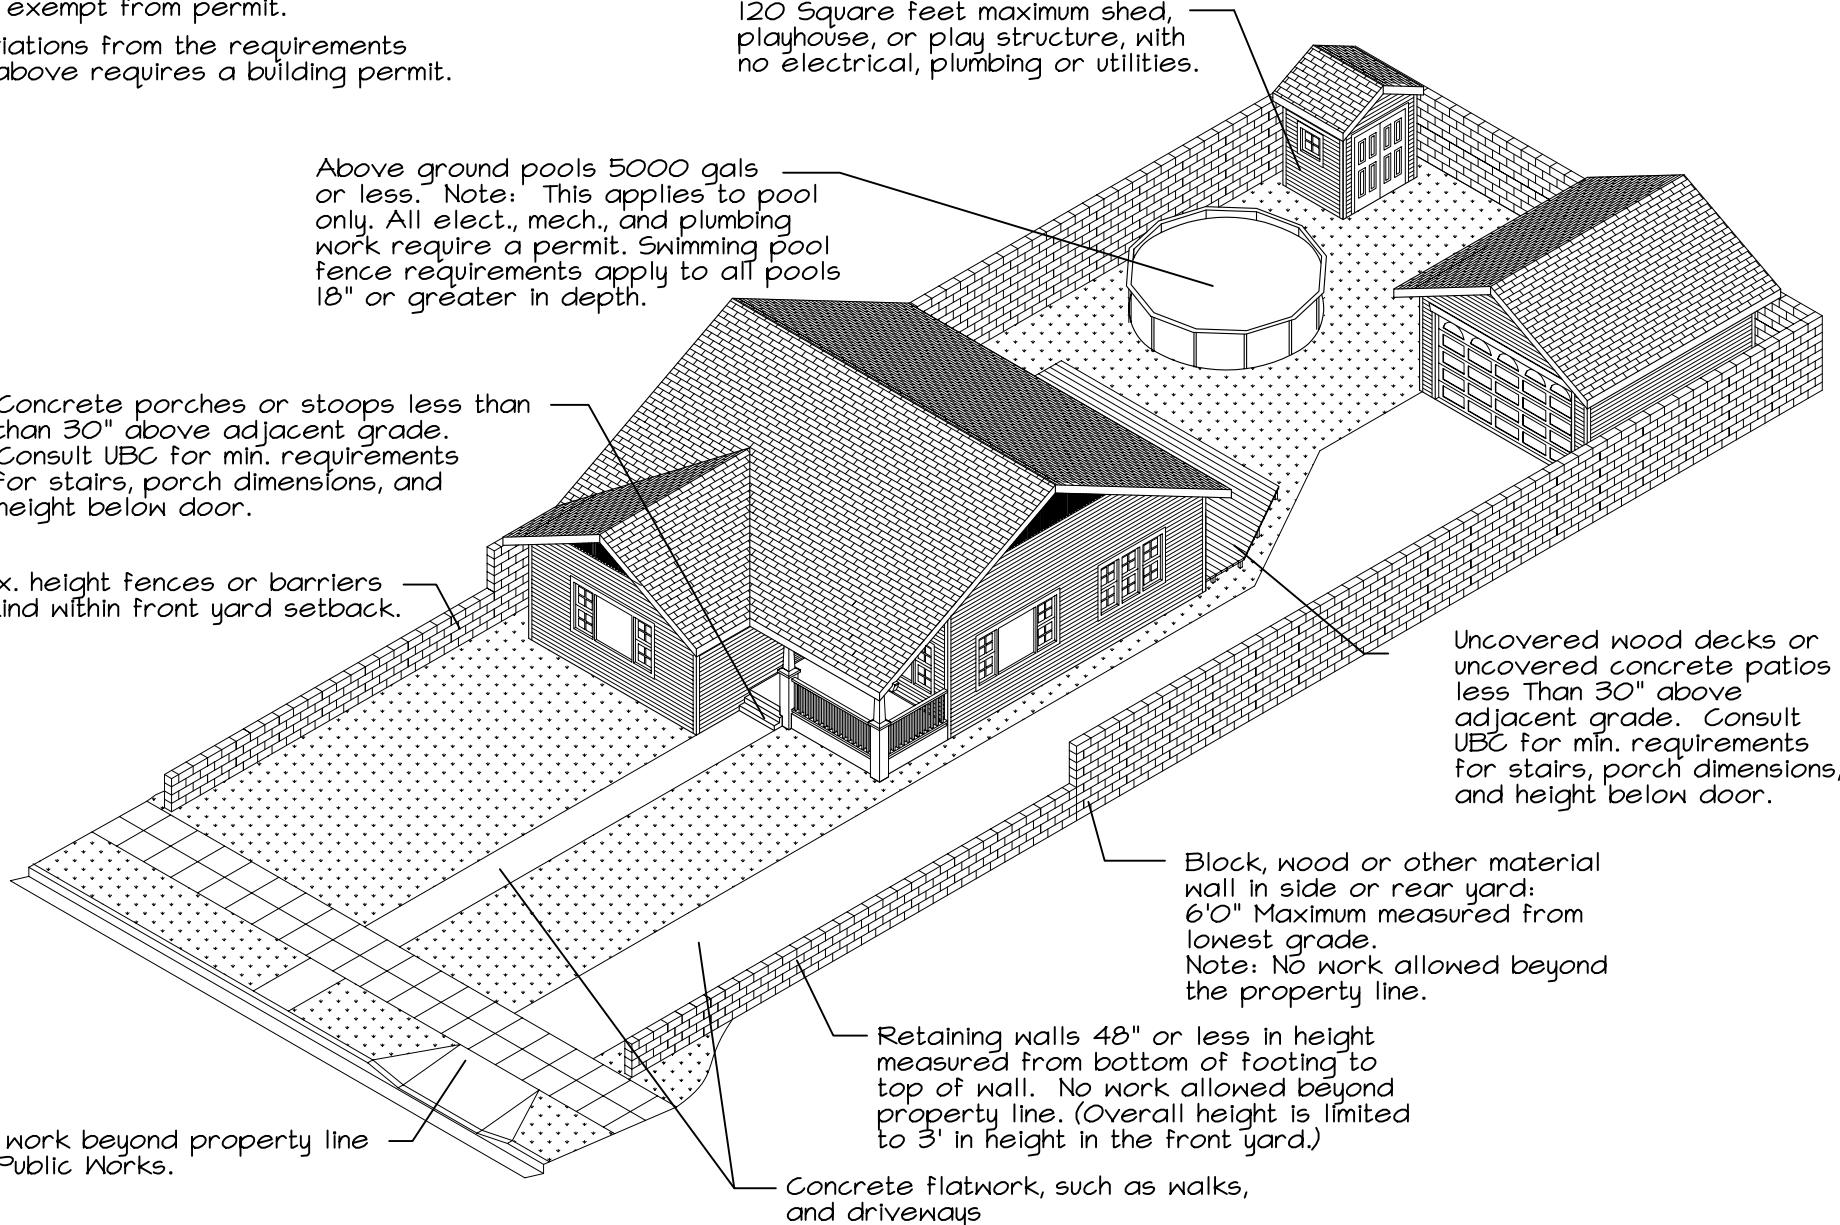 exempt from permit.
iations from the requirements
above requires a building permit.
120 Square feet maximum shed,
playhouse, or play structure, with
no electrical, plumbing or utilities.
Above ground pools 5000 gals
or less. Note: This applies to pool
only. All elect., mech., and plumbing
work require a permit. Swimming pool
fence requirements apply to all pools
18" or greater in depth.
Concrete porches or stoops less than
than 30" above adjacent grade.
Consult UBC for min. requirements
for stairs, porch dimensions, and
height below door.
x. height fences or barriers
kind within front yard setback.
Uncovered wood decks or
uncovered concrete patios
less Than 30" above
adjacent grade. Consult
UBC for min. requirements
for stairs, porch dimensions,
and height below door.
Block, wood or other material
wall in side or rear yard:
6'0" Maximum measured from
lowest grade.
Note: No work allowed beyond
the property line.
Retaining walls 48" or less in height
measured from bottom of footing to
top of wall. No work allowed beyond
property line. (Overall height is limited
to 3' in height in the front yard.)
work beyond property line
Public Works.
Concrete flatwork, such as walks,
and driveways